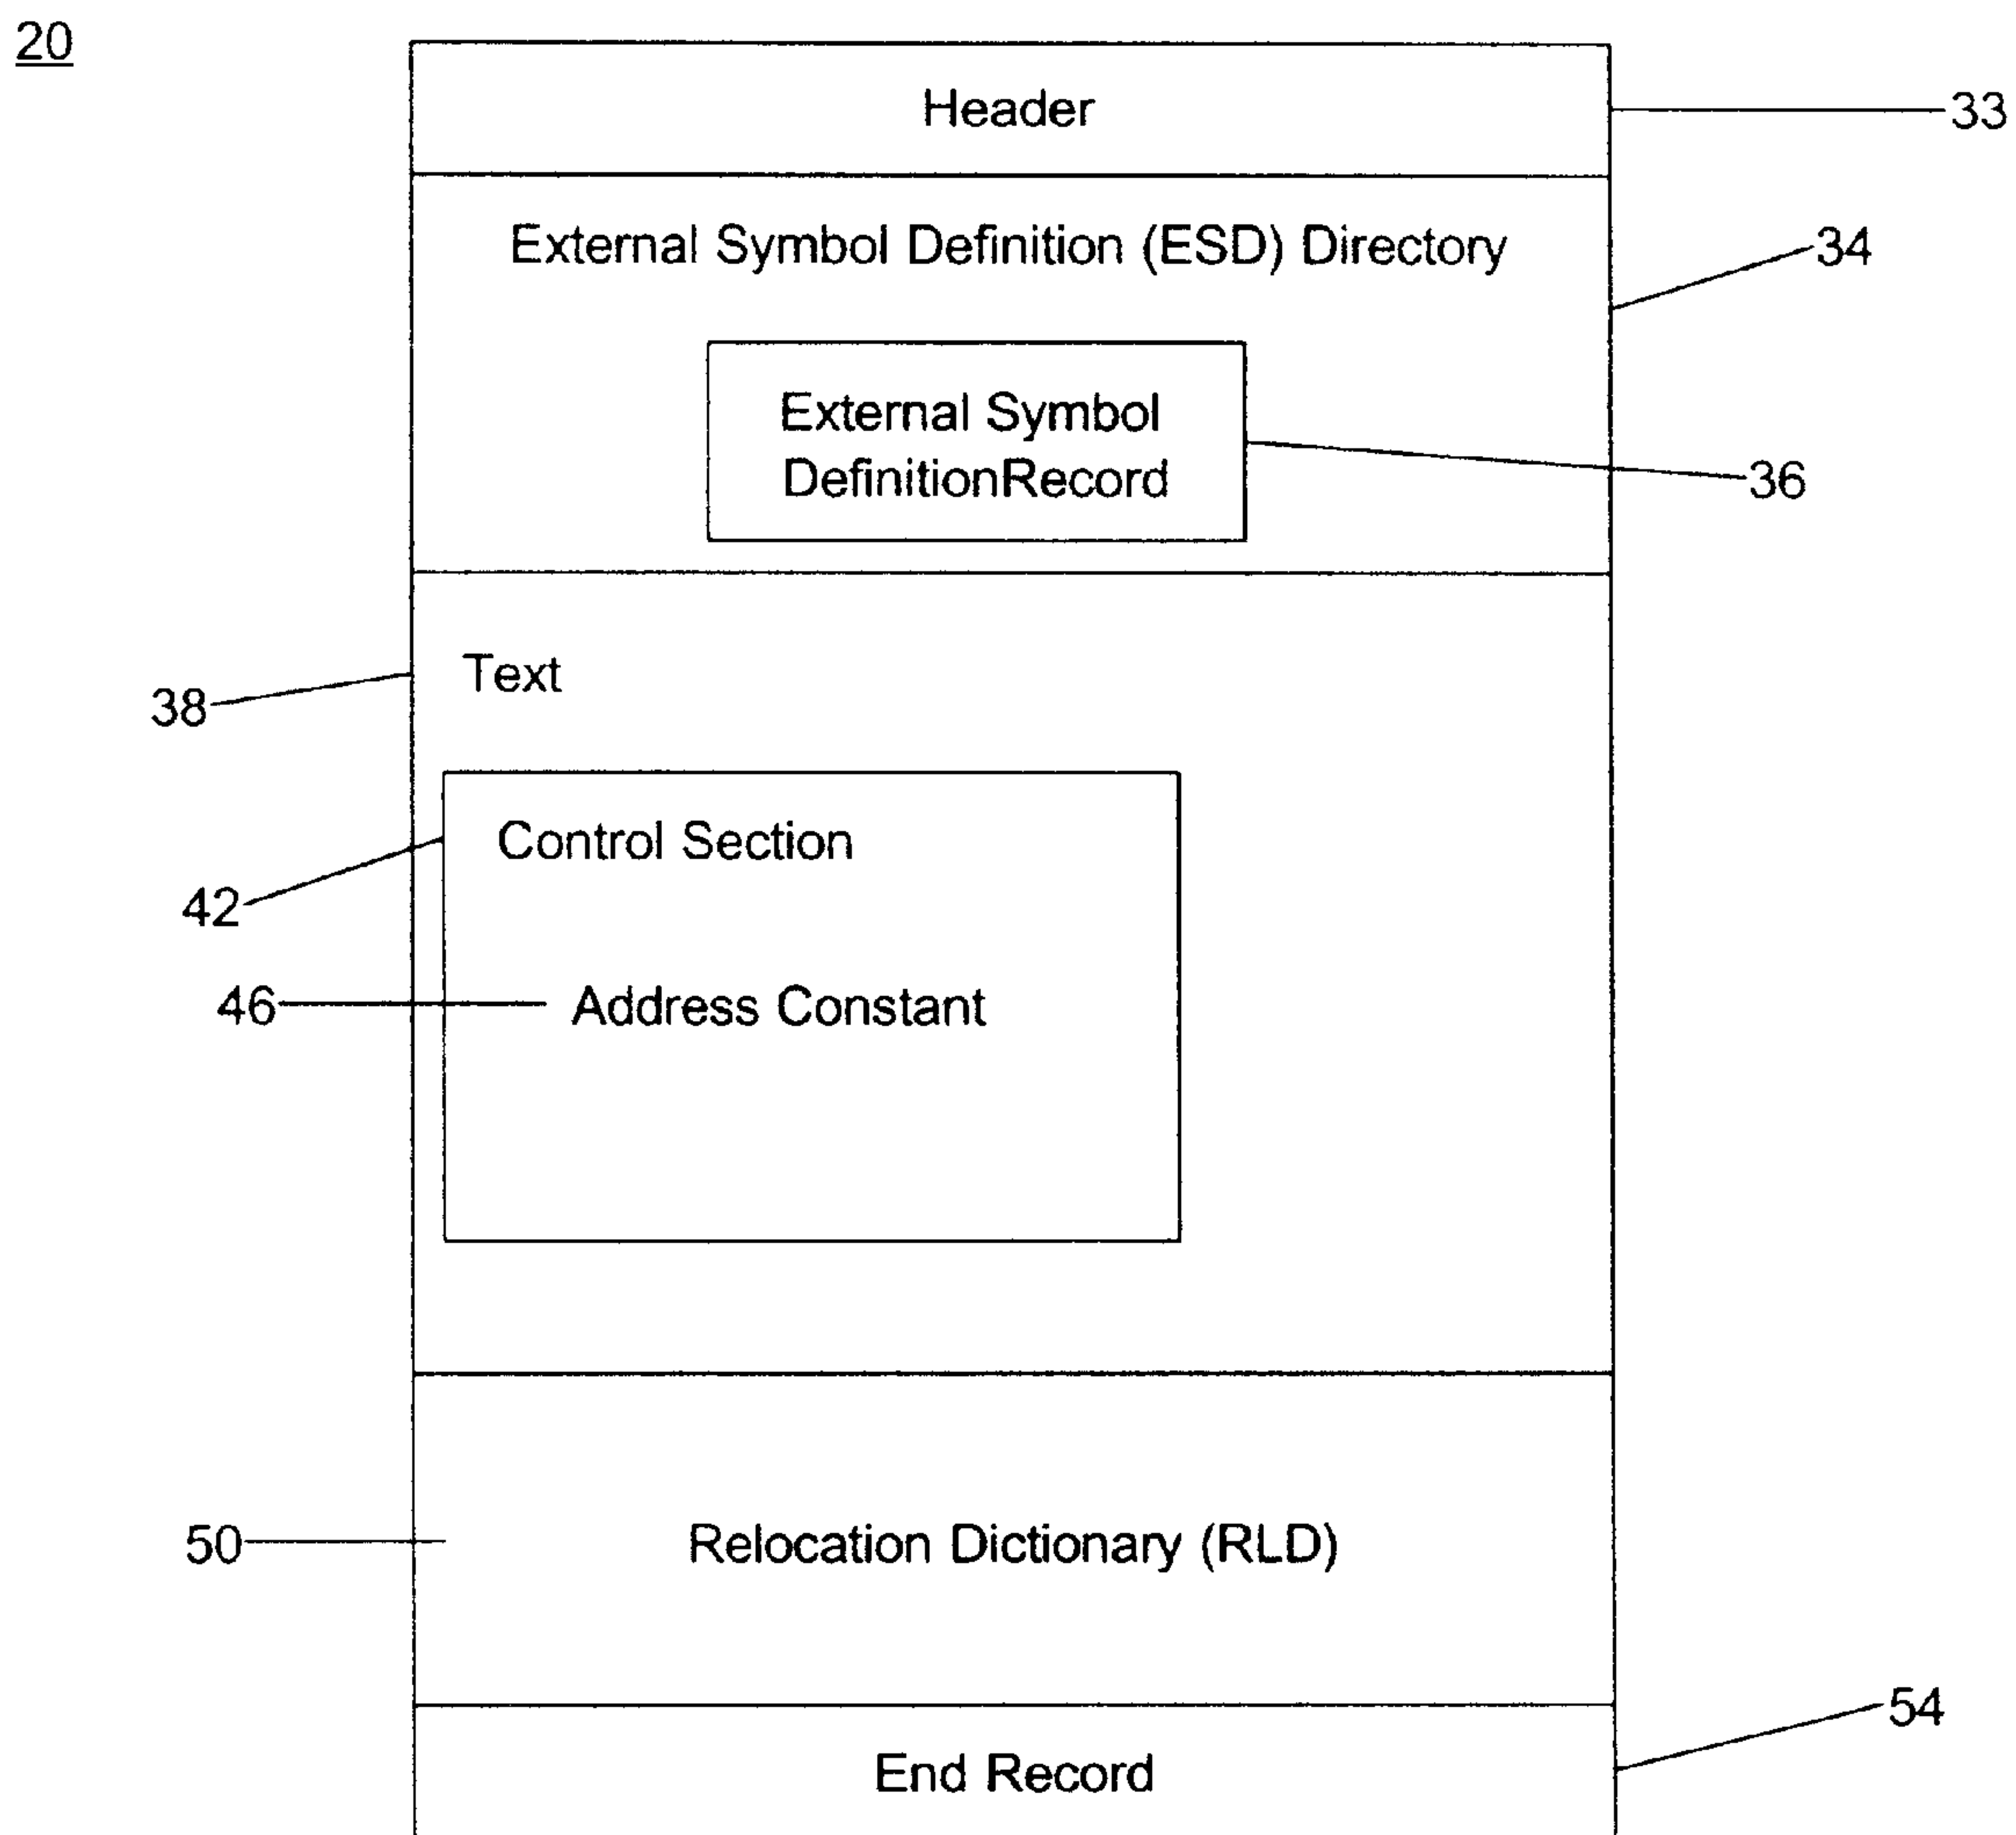 20
Header
33
External Symbol Definition (ESD) Directory
34
External Symbol
DefinitionRecord
36
Text
38
Control Section
42
46
Address Constant
50
Relocation Dictionary (RLD)
54
End Record